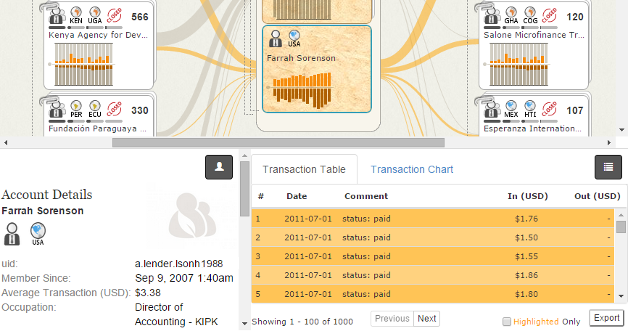 KEN UGA LOAN 566
Kenya Agency for Dev...
PER ECU LOAN 330
Fundación Paraguaya ...
USA
Farrah Sorenson
GHA COG LOAN 120
Salone Microfinance Tr...
MEX HTI LOAN 107
Esperanza Internation...
Account Details
Farrah Sorenson
USA
uid: a.lender.lsonh1988
Member Since: Sep 9, 2007 1:40am
Average Transaction (USD): $3.38
Occupation: Director of
Accounting - KIPK
Transaction Table Transaction Chart
# Date Comment In (USD) Out (USD)
1 2011-07-01 status: paid $1.76 -
2 2011-07-01 status: paid $1.50 -
3 2011-07-01 status: paid $1.55 -
4 2011-07-01 status: paid $1.86 -
5 2011-07-01 status: paid $1.80 -
Showing 1 - 100 of 1000 Previous Next Highlighted Only Export